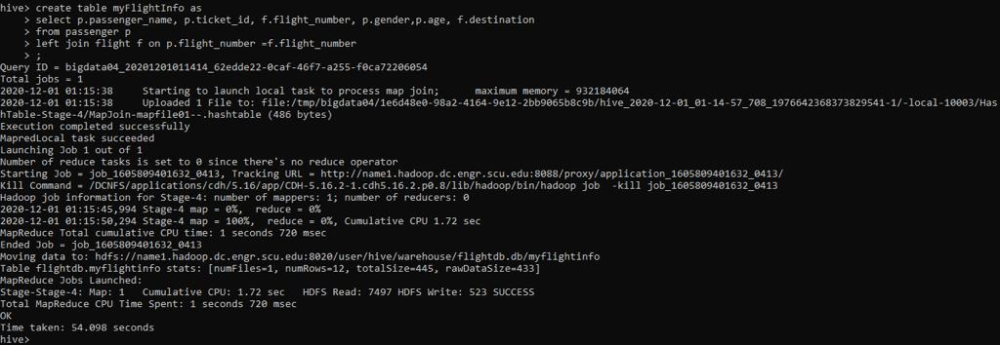 hive> create table myFlightInfo as
    > select p.passenger_name, p.ticket_id, f.flight_number, p.gender,p.age, f.destination
    > from passenger p
    > left join flight f on p.flight_number =f.flight_number
    > ;
Query ID = bigdata04_20201201011414_62edde22-0caf-46f7-a255-f0ca72206054
Total jobs = 1
2020-12-01 01:15:38     Starting to launch local task to process map join;      maximum memory = 932184064
2020-12-01 01:15:38     Uploaded 1 File to: file:/tmp/bigdata04/1e6d48e0-98a2-4164-9e12-2bb9065b8c9b/hive_2020-12-01_01-14-57_708_1976642368373829541-1/-local-10003/Has
hTable-Stage-4/MapJoin-mapfile01--.hashtable (486 bytes)
Execution completed successfully
MapredLocal task succeeded
Launching Job 1 out of 1
Number of reduce tasks is set to 0 since there's no reduce operator
Starting Job = job_1605809401632_0413, Tracking URL = http://name1.hadoop.dc.engr.scu.edu:8088/proxy/application_1605809401632_0413/
Kill Command = /DCNFS/applications/cdh/5.16/app/CDH-5.16.2-1.cdh5.16.2.p0.8/lib/hadoop/bin/hadoop job  -kill job_1605809401632_0413
Hadoop job information for Stage-4: number of mappers: 1; number of reducers: 0
2020-12-01 01:15:45,994 Stage-4 map = 0%,  reduce = 0%
2020-12-01 01:15:50,294 Stage-4 map = 100%,  reduce = 0%, Cumulative CPU 1.72 sec
MapReduce Total cumulative CPU time: 1 seconds 720 msec
Ended Job = job_1605809401632_0413
Moving data to: hdfs://name1.hadoop.dc.engr.scu.edu:8020/user/hive/warehouse/flightdb.db/myflightinfo
Table flightdb.myflightinfo stats: [numFiles=1, numRows=12, totalSize=445, rawDataSize=433]
MapReduce Jobs Launched:
Stage-Stage-4: Map: 1   Cumulative CPU: 1.72 sec   HDFS Read: 7497 HDFS Write: 523 SUCCESS
Total MapReduce CPU Time Spent: 1 seconds 720 msec
OK
Time taken: 54.098 seconds
hive>